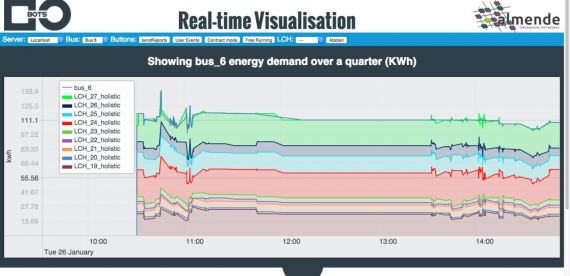 BOTS
Real-time Visualisation
almende
ORGANISING NETWORKS
Server: Localhost Bus: Bus 6 Buttons: sendReports User Events Contract mode Free Running LCH: --- Abstain
Showing bus_6 energy demand over a quarter (KWh)
bus_6
LCH_27_holistic
LCH_26_holistic
LCH_25_holistic
LCH_24_holistic
LCH_23_holistic
LCH_22_holistic
LCH_21_holistic
LCH_20_holistic
LCH_19_holistic
138.9
125.0
111.1
97.22
83.33
69.44
55.56
41.67
27.78
13.89
kwh
10:00 11:00 12:00 13:00 14:00
Tue 26 January